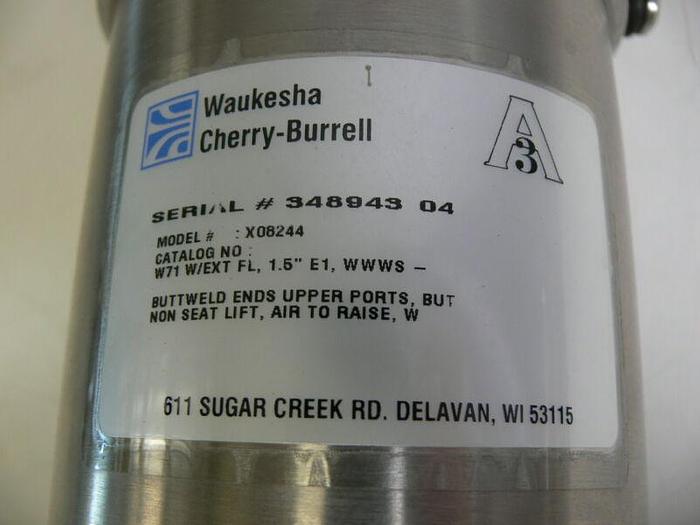 Waukesha
Cherry-Burrell
A
3
SERIAL # 348943 04
MODEL # : X08244
CATALOG NO :
W71 W/EXT FL, 1.5" E1, WWWS -
BUTTWELD ENDS UPPER PORTS, BUT
NON SEAT LIFT, AIR TO RAISE, W
611 SUGAR CREEK RD. DELAVAN, WI 53115